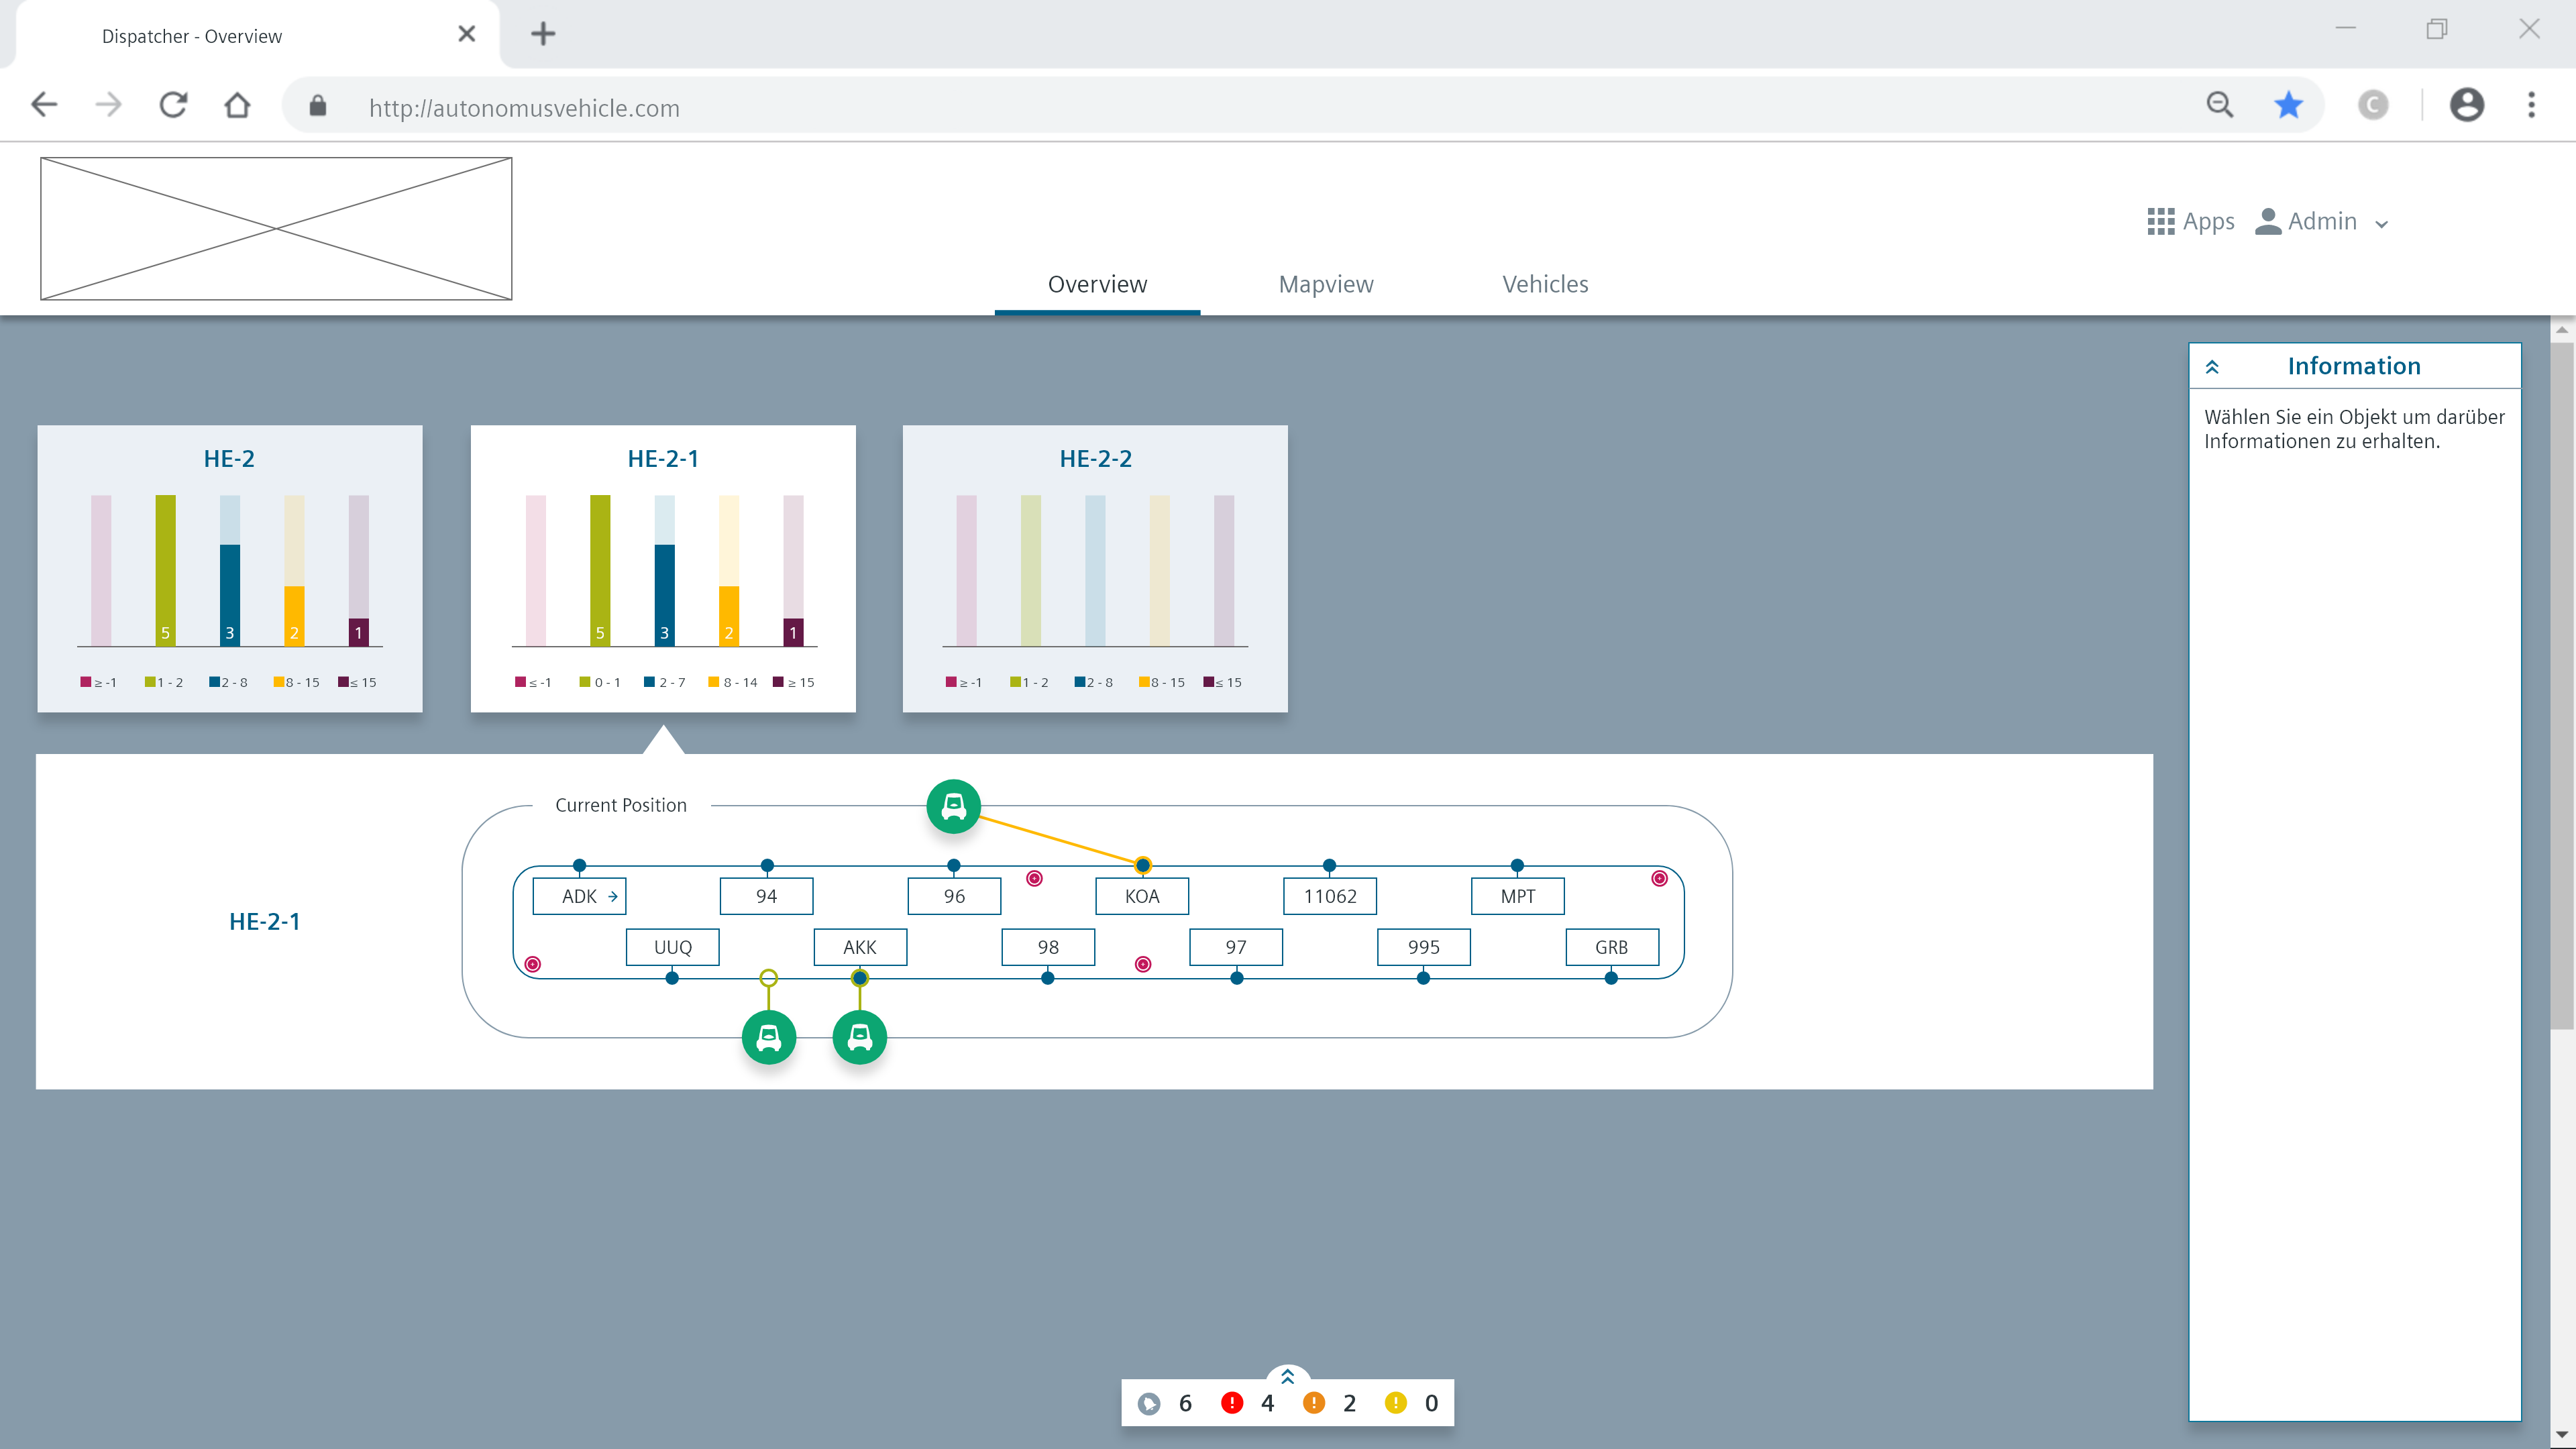 Dispatcher - Overview
http://autonomusvehicle.com
Apps Admin
Overview Mapview Vehicles
Information
Wählen Sie ein Objekt um darüber
Informationen zu erhalten.
HE-2
5 3 2 1
≥ -1 1 - 2 2 - 8 8 - 15 ≤ 15
HE-2-1
5 3 2 1
≤ -1 0 - 1 2 - 7 8 - 14 ≥ 15
HE-2-2
≥ -1 1 - 2 2 - 8 8 - 15 ≤ 15
HE-2-1
Current Position
ADK → 94 96 KOA 11062 MPT
UUQ AKK 98 97 995 GRB
6 4 2 0